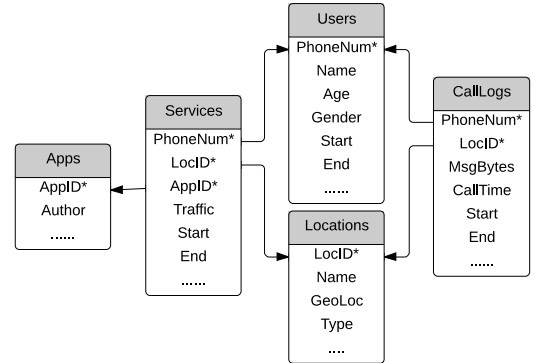 Users
PhoneNum*
Name
Age
Gender
Start
End
......
Services
PhoneNum*
LocID*
AppID*
Traffic
Start
End
......
CallLogs
PhoneNum*
LocID*
MsgBytes
CallTime
Start
End
......
Apps
AppID*
Author
......
Locations
LocID*
Name
GeoLoc
Type
....